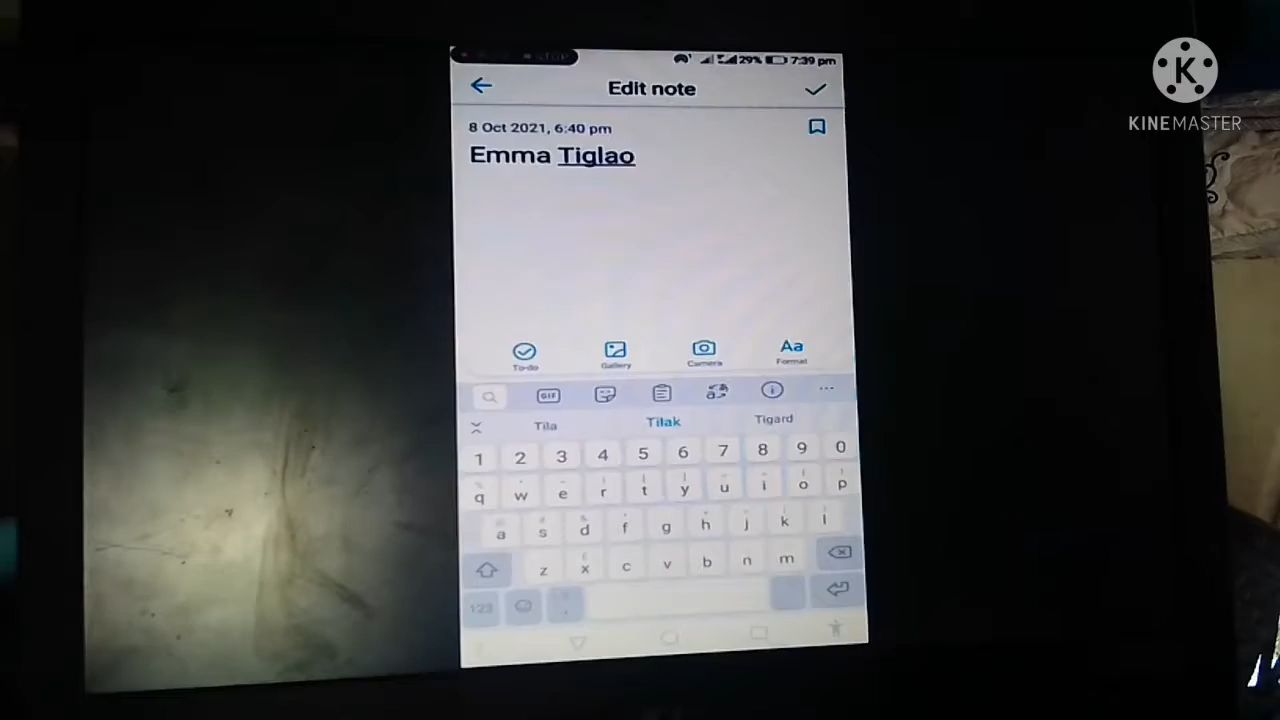 29% 7:39 pm
Edit note
KINEMASTER
8 Oct 2021, 6:40 pm
Emma Tiglao
To-do Gallery Camera Aa Format
GIF
Tila Tilak Tigard
1 2 3 4 5 6 7 8 9 0
q w e r t y u i o p
a s d f g h j k l
z x c v b n m
123